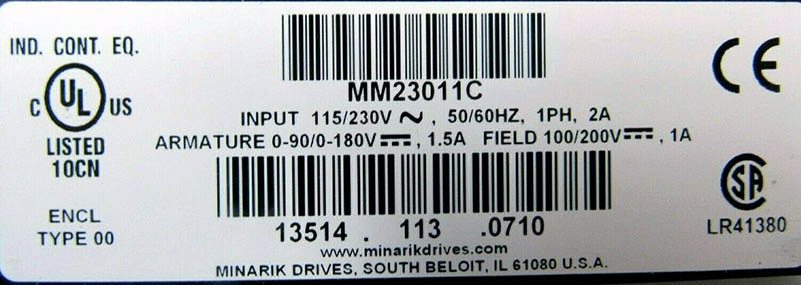 IND. CONT. EQ.
C UL US
LISTED
10CN
ENCL
TYPE 00
MM23011C
INPUT 115/230V ~ , 50/60HZ, 1PH, 2A
ARMATURE 0-90/0-180V⎓, 1.5A FIELD 100/200V⎓, 1A
13514 . 113 .0710
www.minarikdrives.com
MINARIK DRIVES, SOUTH BELOIT, IL 61080 U.S.A.
CE
SA
LR41380